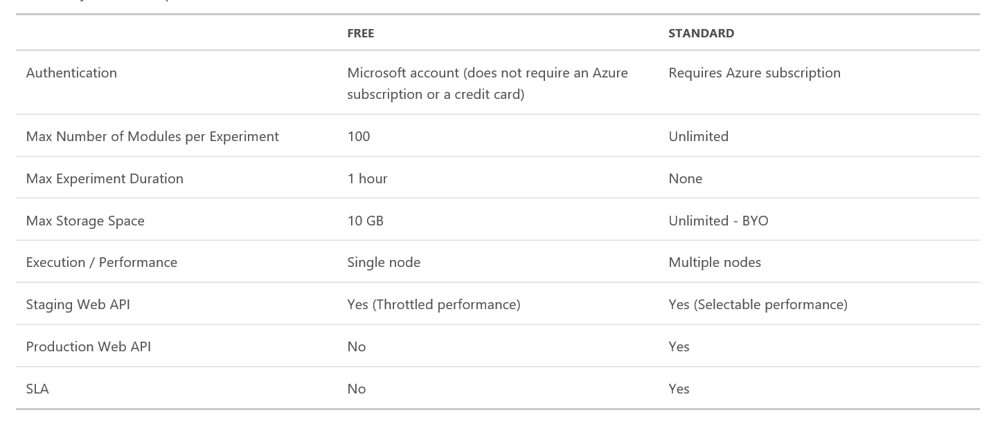 FREE STANDARD
Authentication Microsoft account (does not require an Azure Requires Azure subscription
subscription or a credit card)
Max Number of Modules per Experiment 100 Unlimited
Max Experiment Duration 1 hour None
Max Storage Space 10 GB Unlimited - BYO
Execution / Performance Single node Multiple nodes
Staging Web API Yes (Throttled performance) Yes (Selectable performance)
Production Web API No Yes
SLA No Yes